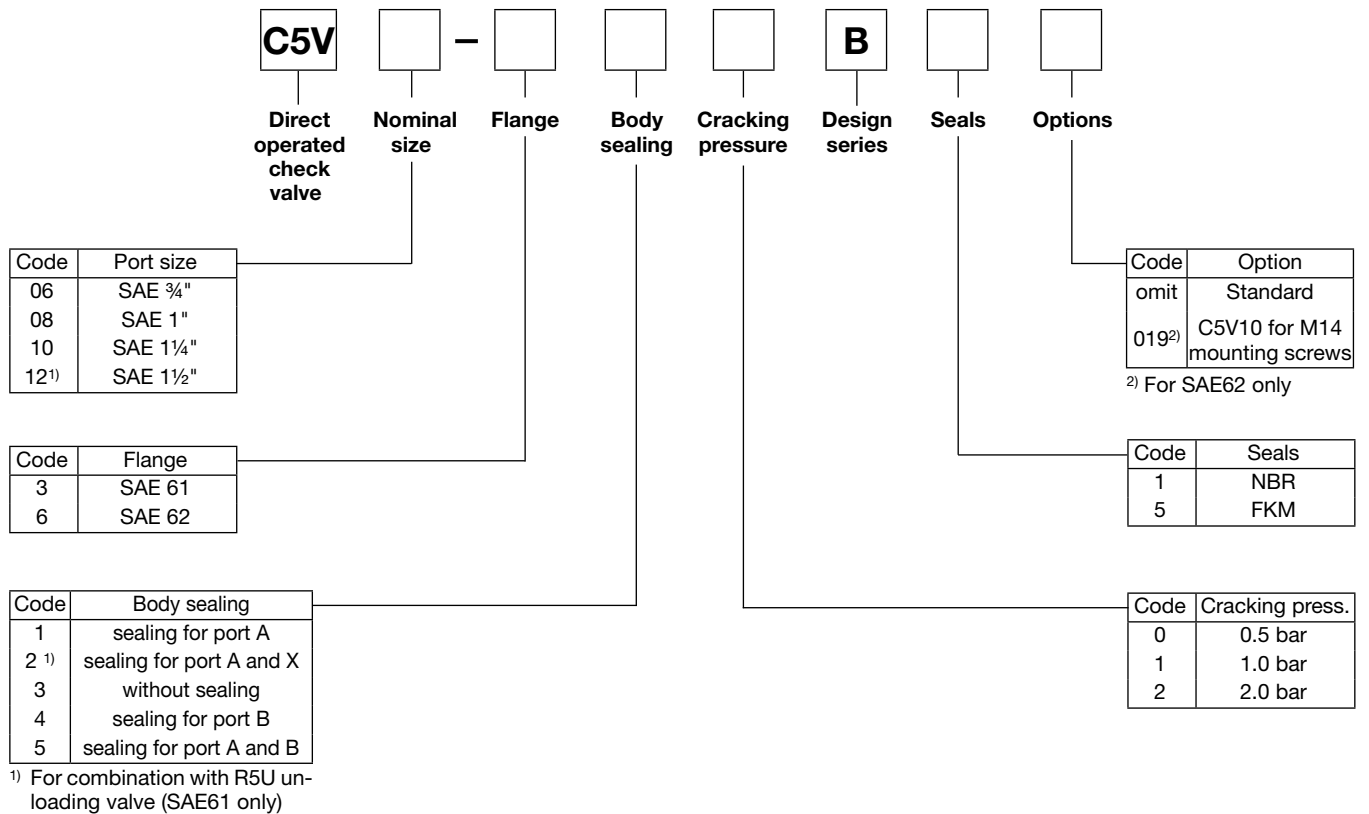 C5V – B
Direct operated check valve
Nominal size
Flange
Body sealing
Cracking pressure
Design series
Seals
Options
Code Port size
06 SAE ¾"
08 SAE 1"
10 SAE 1¼"
12¹⁾ SAE 1½"
Code Flange
3 SAE 61
6 SAE 62
Code Body sealing
1 sealing for port A
2 ¹⁾ sealing for port A and X
3 without sealing
4 sealing for port B
5 sealing for port A and B
¹⁾ For combination with R5U un-
loading valve (SAE61 only)
Code Option
omit Standard
019²⁾ C5V10 for M14
mounting screws
²⁾ For SAE62 only
Code Seals
1 NBR
5 FKM
Code Cracking press.
0 0.5 bar
1 1.0 bar
2 2.0 bar